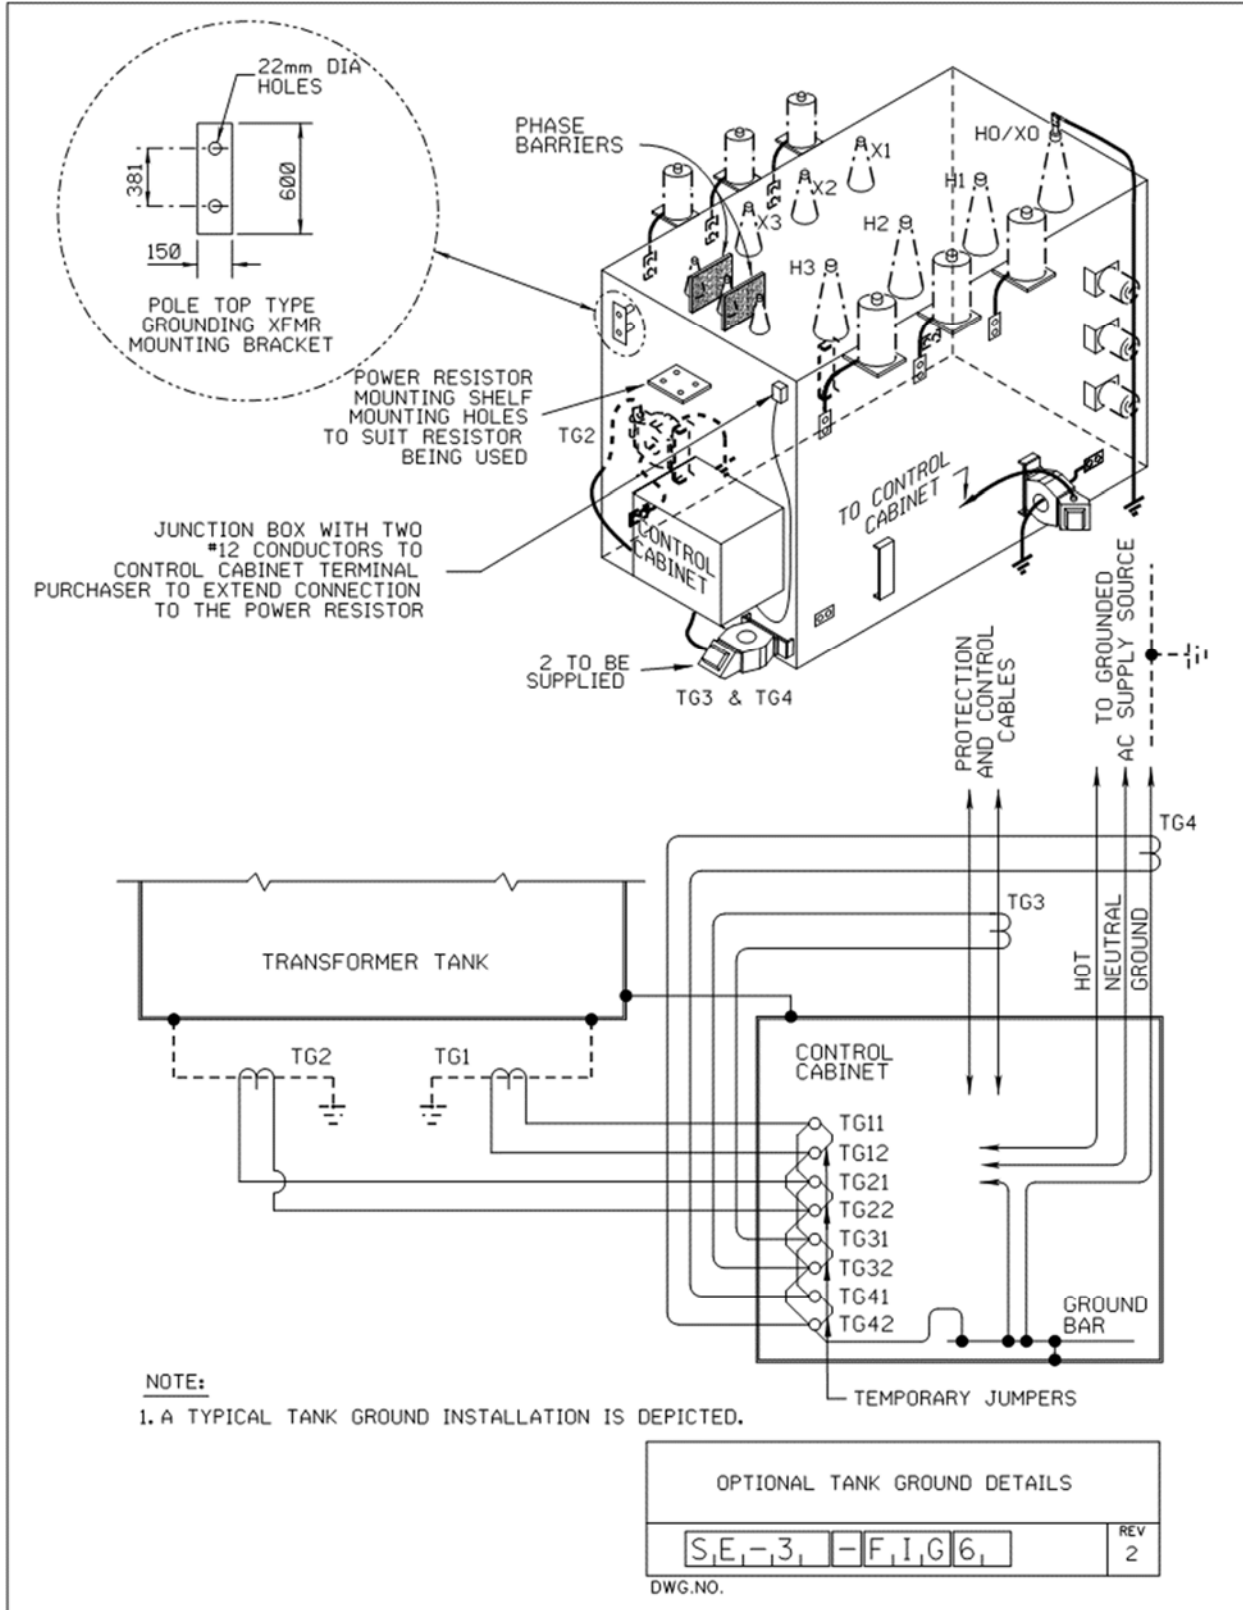 22mm DIA
HOLES
381
600
150
POLE TOP TYPE
GROUNDING XFMR
MOUNTING BRACKET
PHASE
BARRIERS
X1
X2
X3
H0/X0
H1
H2
H3
POWER RESISTOR
MOUNTING SHELF
MOUNTING HOLES
TO SUIT RESISTOR
BEING USED
TG2
JUNCTION BOX WITH TWO
#12 CONDUCTORS TO
CONTROL CABINET TERMINAL
PURCHASER TO EXTEND CONNECTION
TO THE POWER RESISTOR
CONTROL
CABINET
TO CONTROL
CABINET
2 TO BE
SUPPLIED
TG3 & TG4
PROTECTION
AND CONTROL
CABLES
TO GROUNDED
AC SUPPLY SOURCE
TG4
TG3
HOT
NEUTRAL
GROUND
TRANSFORMER TANK
TG2
TG1
CONTROL
CABINET
TG11
TG12
TG21
TG22
TG31
TG32
TG41
TG42
GROUND
BAR
TEMPORARY JUMPERS
NOTE:
1. A TYPICAL TANK GROUND INSTALLATION IS DEPICTED.
OPTIONAL TANK GROUND DETAILS
SE-3 -FIG6
REV
2
DWG.NO.